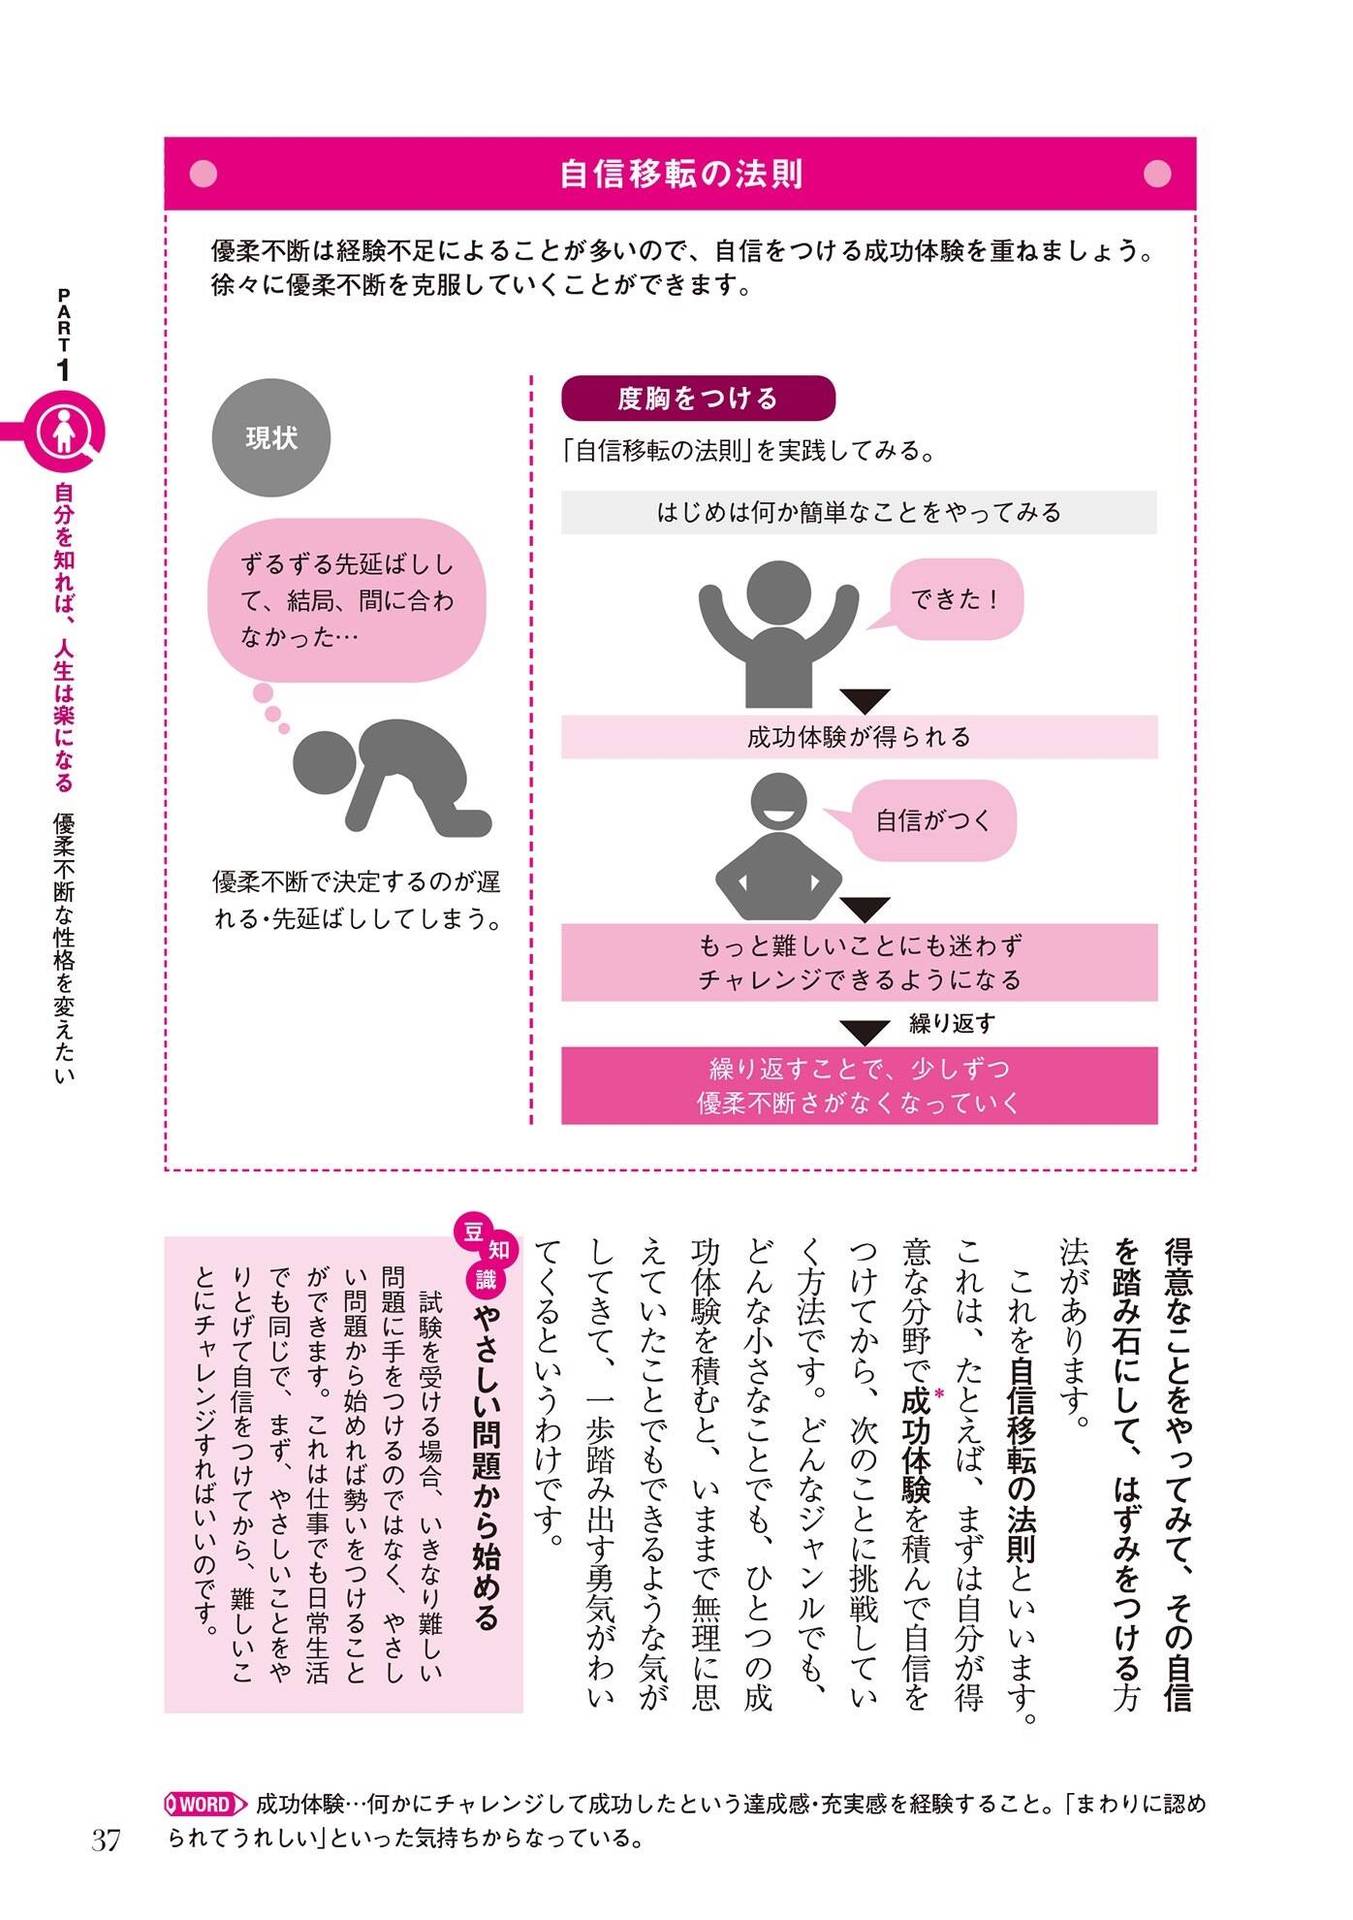 自信移転の法則
優柔不断は経験不足によることが多いので、自信をつける成功体験を重ねましょう。
徐々に優柔不断を克服していくことができます。
現状
ずるずる先延ばしし
て、結局、間に合わ
なかった…
優柔不断で決定するのが遅
れる・先延ばししてしまう。
度胸をつける
「自信移転の法則」を実践してみる。
はじめは何か簡単なことをやってみる
できた！
成功体験が得られる
自信がつく
もっと難しいことにも迷わず
チャレンジできるようになる
繰り返す
繰り返すことで、少しずつ
優柔不断さがなくなっていく
PART 1
自分を知れば、人生は楽になる　優柔不断な性格を変えたい
得意なことをやってみて、その自信
を踏み石にして、はずみをつける方
法があります。
これを自信移転の法則といいます。
これは、たとえば、まずは自分が得
意な分野で成功体験*を積んで自信を
つけてから、次のことに挑戦してい
く方法です。どんなジャンルでも、
どんな小さなことでも、ひとつの成
功体験を積むと、いままで無理に思
えていたことでもできるような気が
してきて、一歩踏み出す勇気がわい
てくるというわけです。
豆知識
やさしい問題から始める
試験を受ける場合、いきなり難しい
問題に手をつけるのではなく、やさし
い問題から始めれば勢いをつけること
ができます。これは仕事でも日常生活
でも同じで、まず、やさしいことをや
りとげて自信をつけてから、難しいこ
とにチャレンジすればいいのです。
WORD 成功体験…何かにチャレンジして成功したという達成感・充実感を経験すること。「まわりに認め
られてうれしい」といった気持ちからなっている。
37